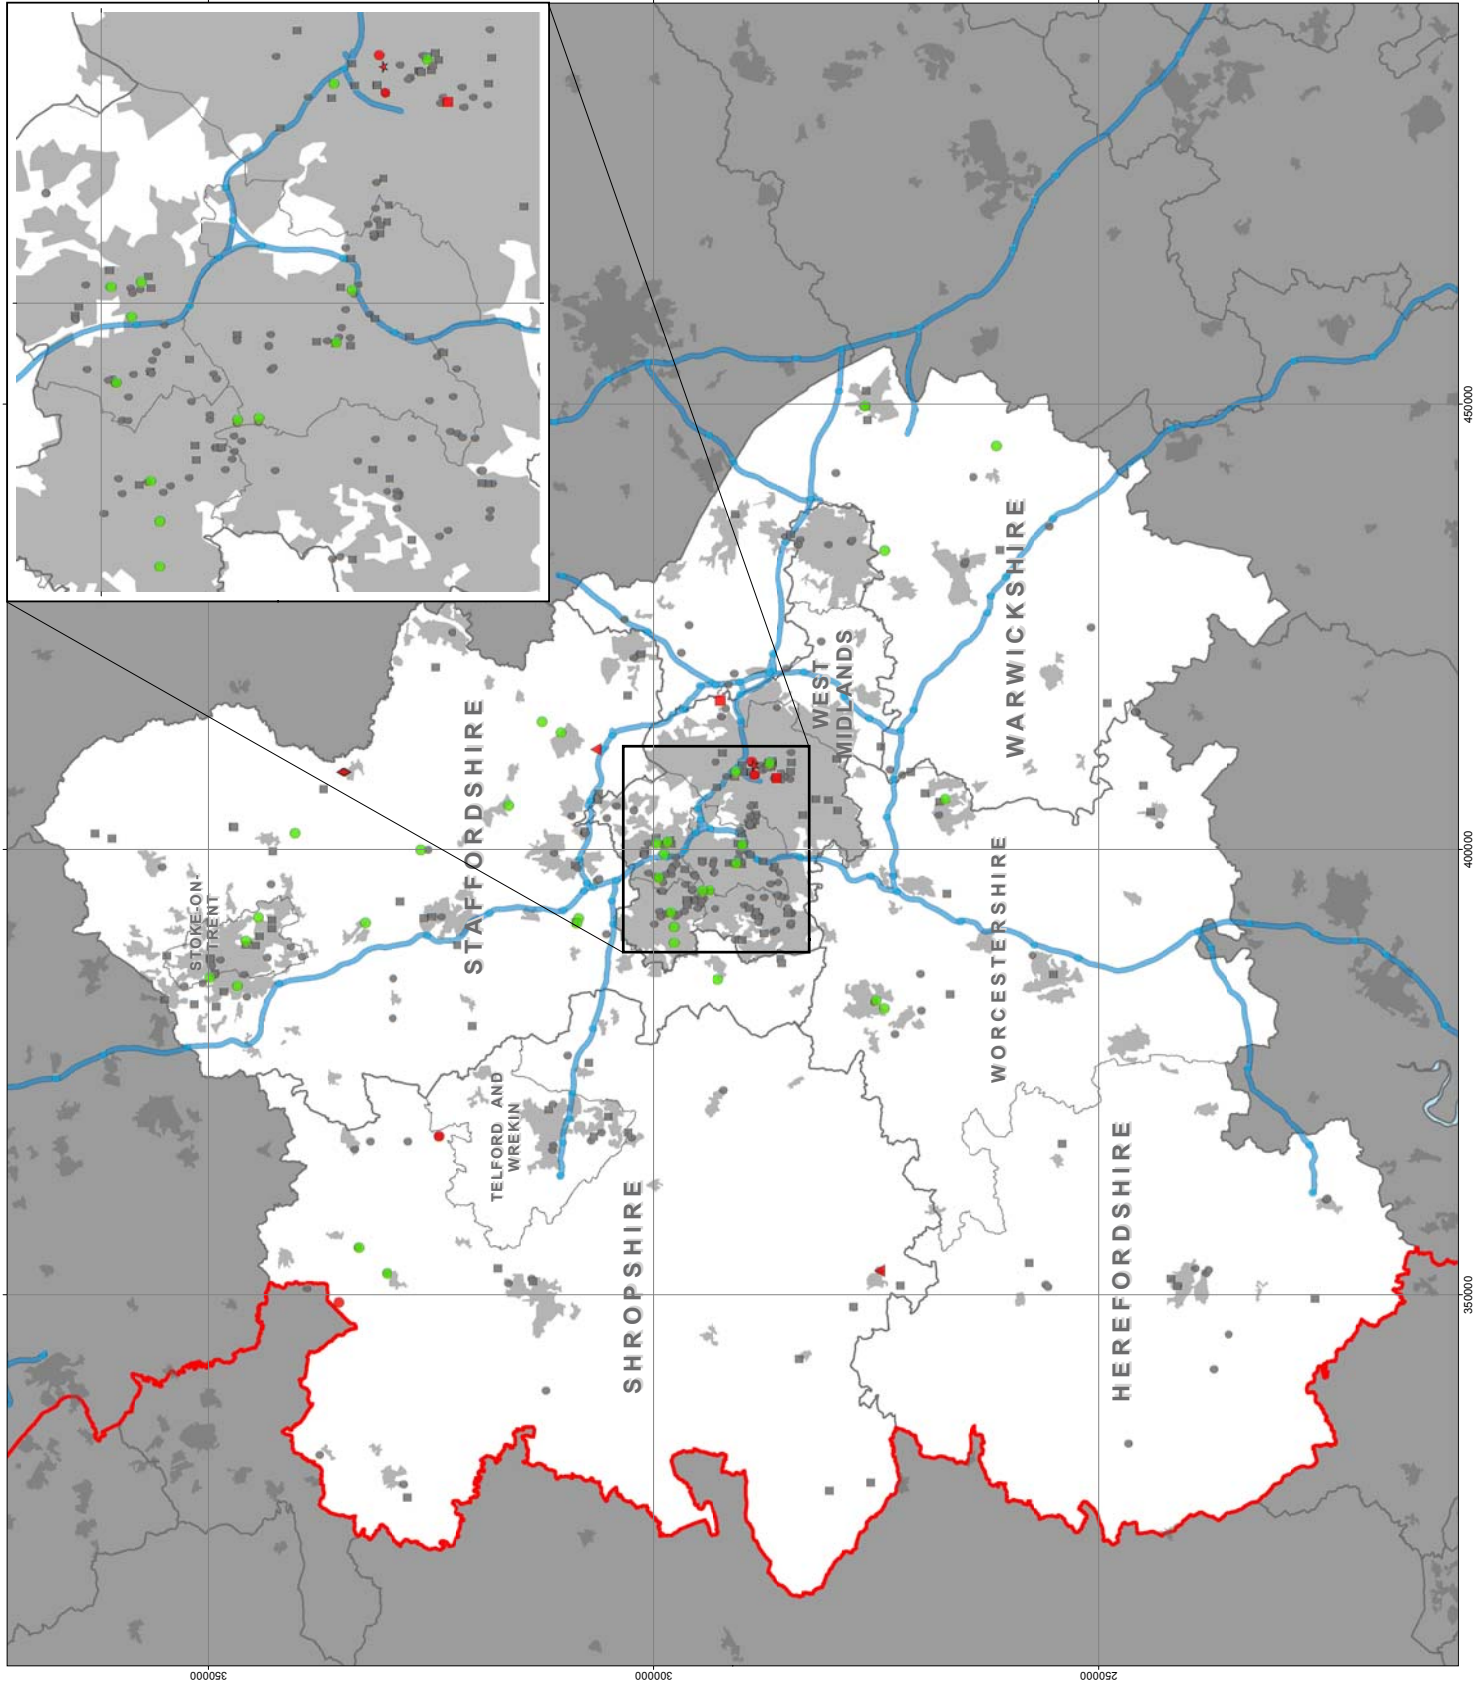 STOKE-ON-
TRENT
STAFFORDSHIRE
TELFORD AND
WREKIN
SHROPSHIRE
WEST
MIDLANDS
WARWICKSHIRE
WORCESTERSHIRE
HEREFORDSHIRE
450000
400000
350000
350000
300000
250000